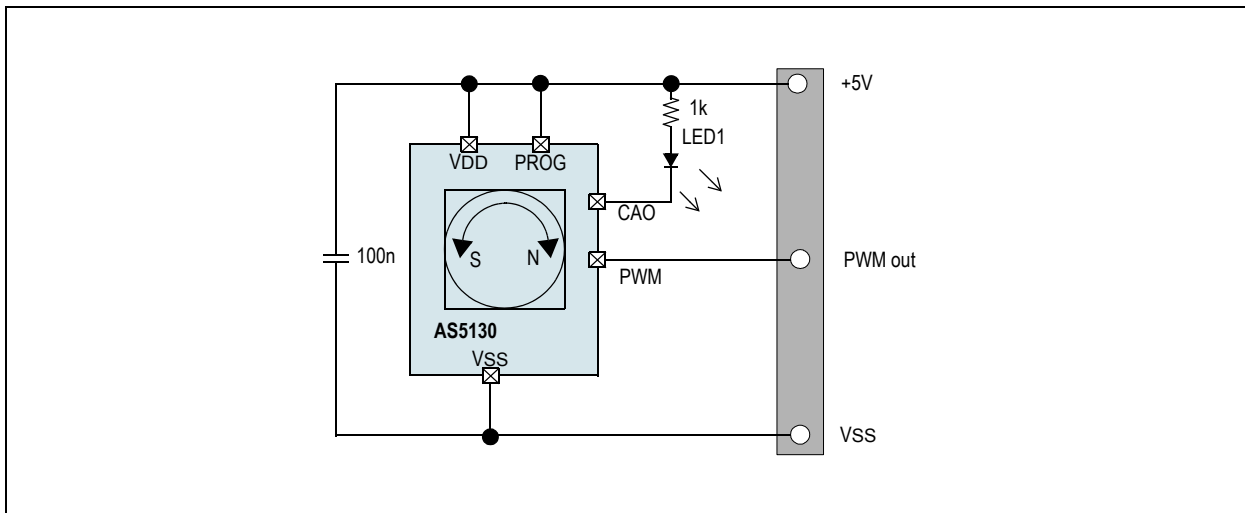 +5V
1k
LED1
VDD
PROG
CAO
100n
S
N
PWM
PWM out
AS5130
VSS
VSS